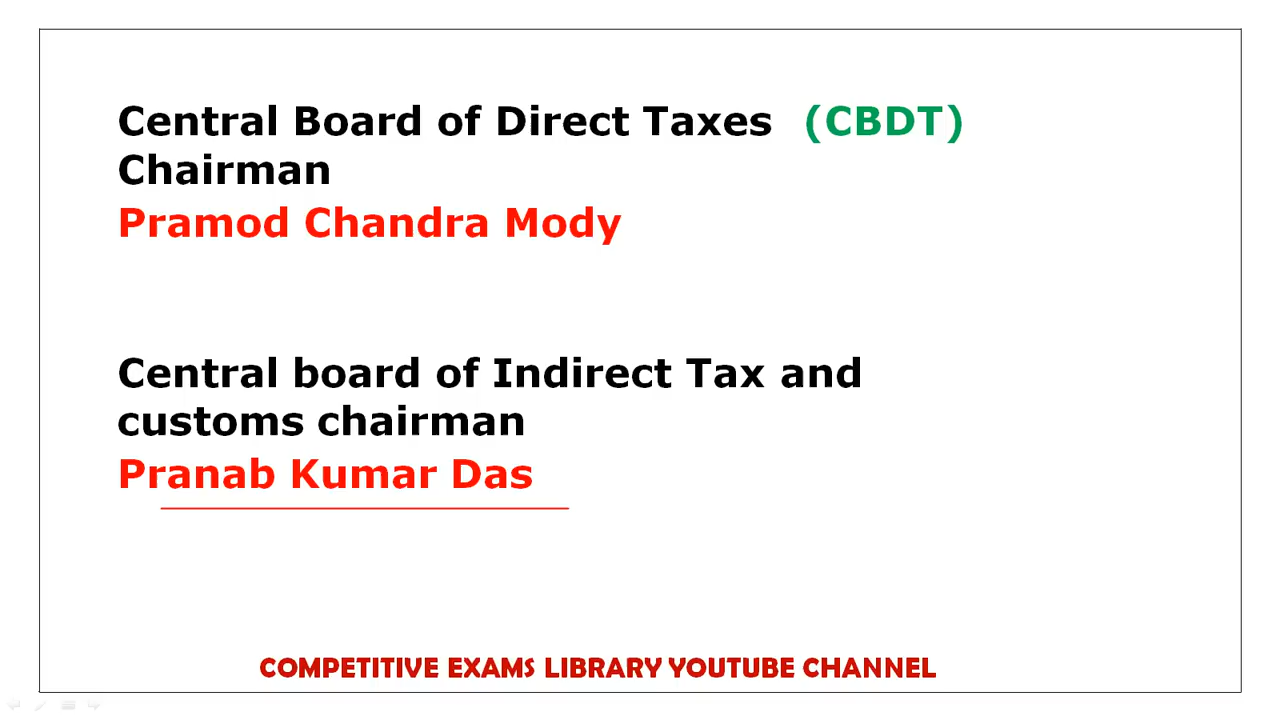 Central Board of Direct Taxes (CBDT)
Chairman
Pramod Chandra Mody
Central board of Indirect Tax and
customs chairman
Pranab Kumar Das
COMPETITIVE EXAMS LIBRARY YOUTUBE CHANNEL